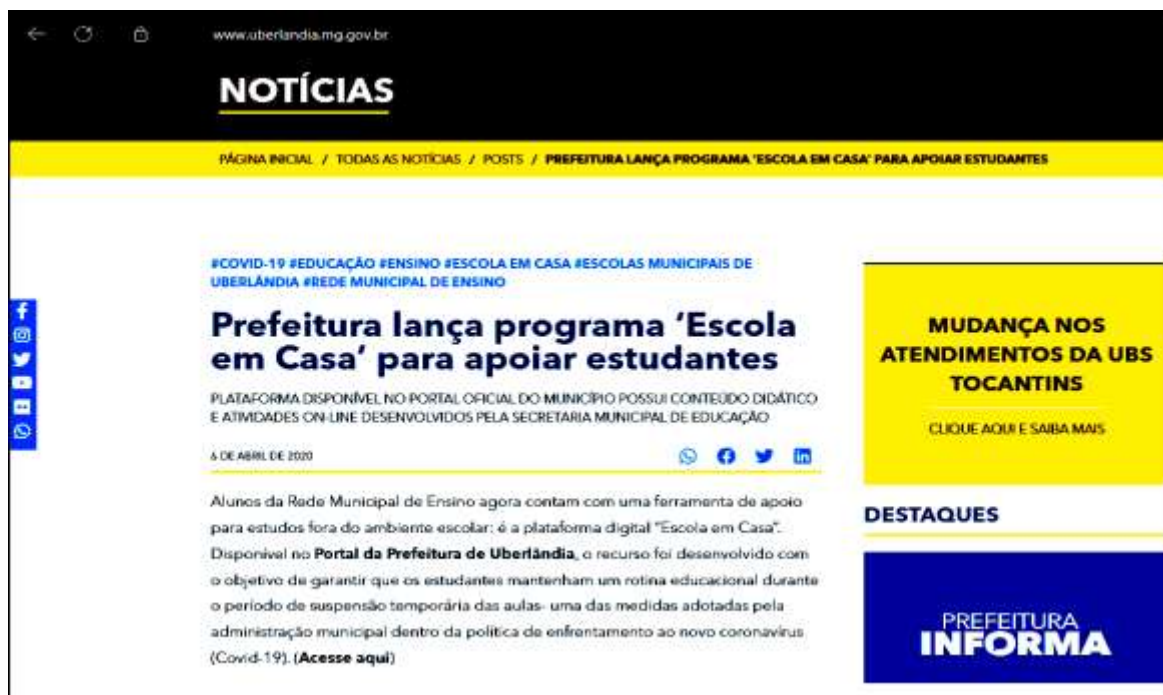 www.uberlandia.mg.gov.br
NOTÍCIAS
PÁGINA INICIAL / TODAS AS NOTÍCIAS / POSTS / PREFEITURA LANÇA PROGRAMA 'ESCOLA EM CASA' PARA APOIAR ESTUDANTES
#COVID-19 #EDUCAÇÃO #ENSINO #ESCOLA EM CASA #ESCOLAS MUNICIPAIS DE
UBERLÂNDIA #REDE MUNICIPAL DE ENSINO
Prefeitura lança programa 'Escola
em Casa' para apoiar estudantes
PLATAFORMA DISPONÍVEL NO PORTAL OFICIAL DO MUNICÍPIO POSSUI CONTEÚDO DIDÁTICO
E ATIVIDADES ON-LINE DESENVOLVIDOS PELA SECRETARIA MUNICIPAL DE EDUCAÇÃO
6 DE ABRIL DE 2020
Alunos da Rede Municipal de Ensino agora contam com uma ferramenta de apoio
para estudos fora do ambiente escolar: é a plataforma digital "Escola em Casa".
Disponível no Portal da Prefeitura de Uberlândia, o recurso foi desenvolvido com
o objetivo de garantir que os estudantes mantenham um rotina educacional durante
o período de suspensão temporária das aulas- uma das medidas adotadas pela
administração municipal dentro da política de enfrentamento ao novo coronavírus
(Covid-19). (Acesse aqui)
MUDANÇA NOS
ATENDIMENTOS DA UBS
TOCANTINS
CLIQUE AQUI E SAIBA MAIS
DESTAQUES
PREFEITURA
INFORMA